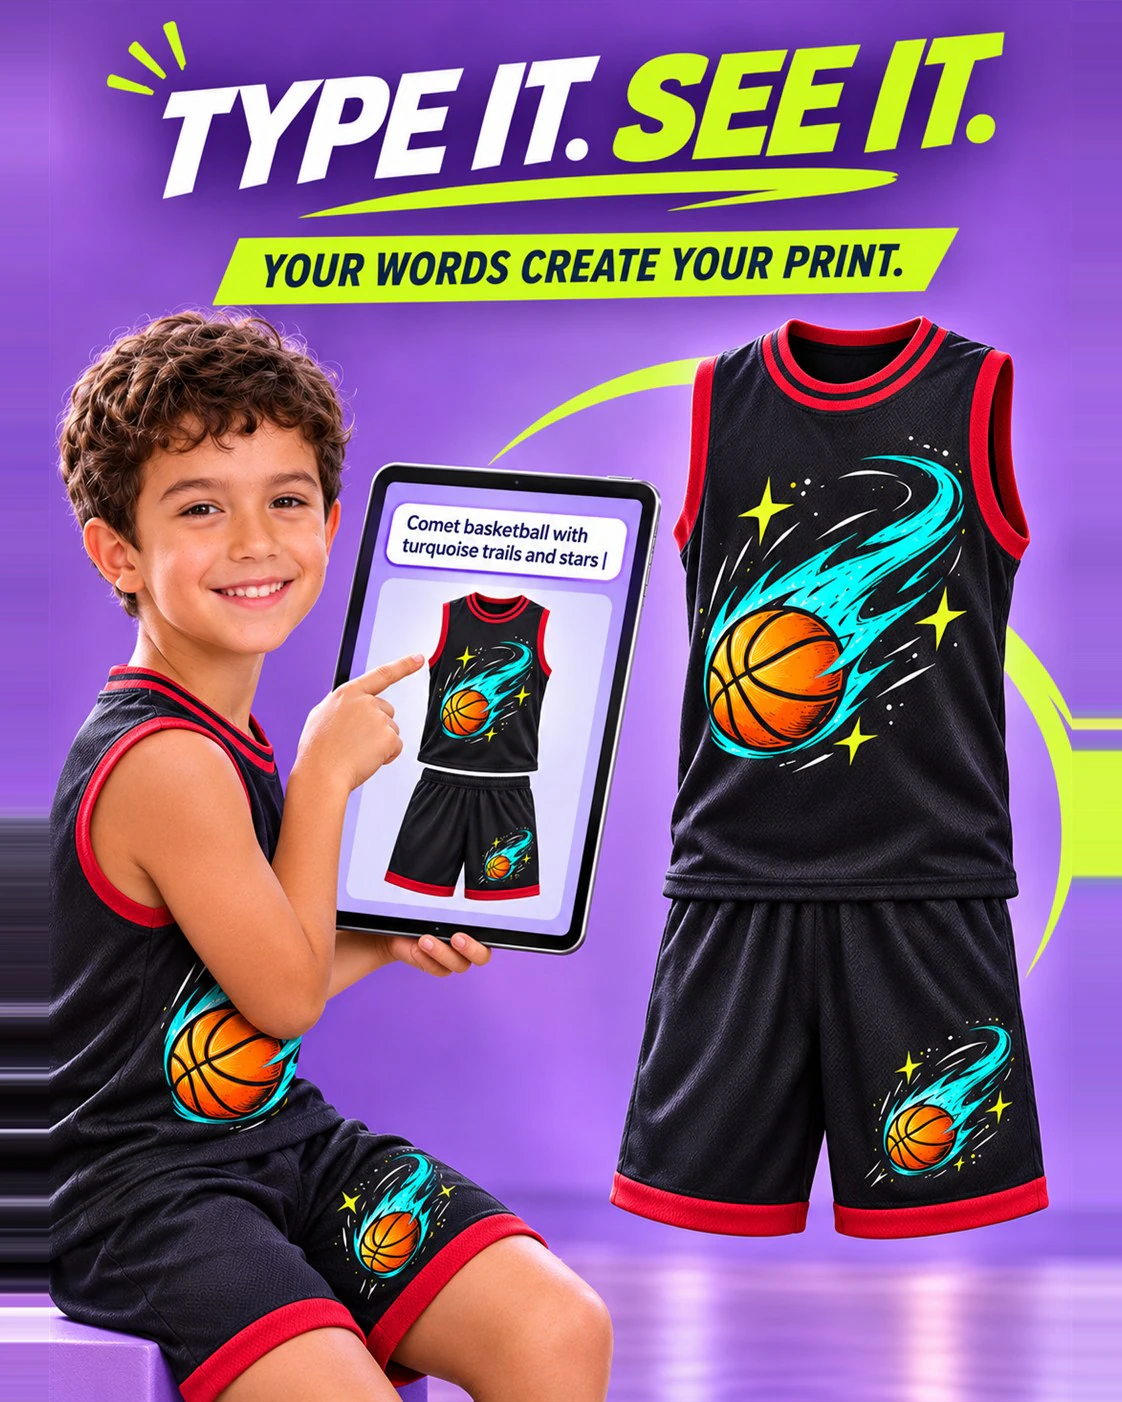 TYPE IT. SEE IT.
YOUR WORDS CREATE YOUR PRINT.
Comet basketball with
turquoise trails and stars |